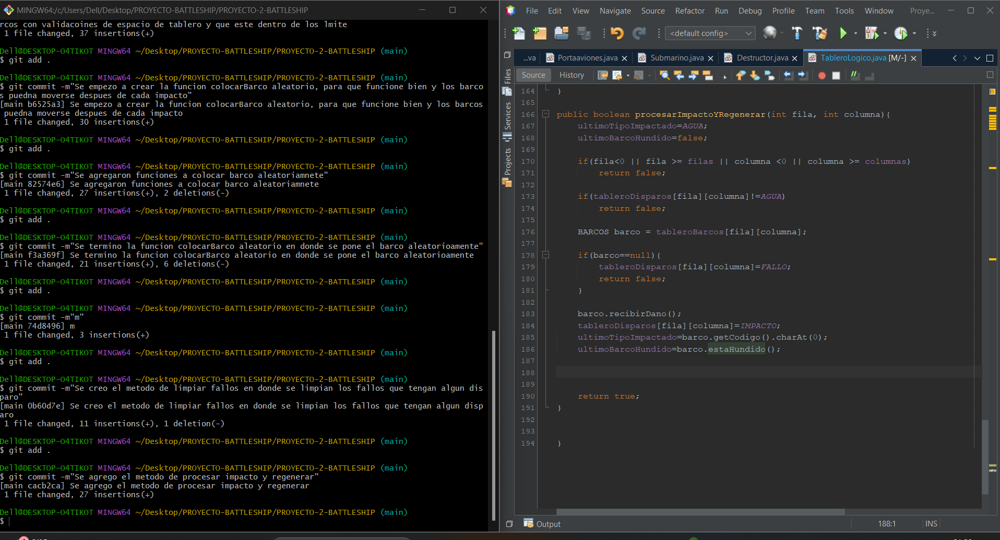 MINGW64:/c/Users/Dell/Desktop/PROYECTO-BATTLESHIP/PROYECTO-2-BATTLESHIP
rcos con validacoines de espacio de tablero y que este dentro de los lmite
1 file changed, 37 insertions(+)
Dell@DESKTOP-O4TIKOT MINGW64 ~/Desktop/PROYECTO-BATTLESHIP/PROYECTO-2-BATTLESHIP (main)
$ git add .
Dell@DESKTOP-O4TIKOT MINGW64 ~/Desktop/PROYECTO-BATTLESHIP/PROYECTO-2-BATTLESHIP (main)
$ git commit -m"Se empezo a crear la funcion colocarBarco aleatorio, para que funcione bien y los barco
s puedna moverse despues de cada impacto"
[main b6525a3] Se empezo a crear la funcion colocarBarco aleatorio, para que funcione bien y los barcos
puedna moverse despues de cada impacto
1 file changed, 30 insertions(+)
Dell@DESKTOP-O4TIKOT MINGW64 ~/Desktop/PROYECTO-BATTLESHIP/PROYECTO-2-BATTLESHIP (main)
$ git add .
Dell@DESKTOP-O4TIKOT MINGW64 ~/Desktop/PROYECTO-BATTLESHIP/PROYECTO-2-BATTLESHIP (main)
$ git commit -m"Se agregaron funciones a colocar barco aleatoriamnete"
[main 82574e6] Se agregaron funciones a colocar barco aleatoriamnete
1 file changed, 27 insertions(+), 2 deletions(-)
Dell@DESKTOP-O4TIKOT MINGW64 ~/Desktop/PROYECTO-BATTLESHIP/PROYECTO-2-BATTLESHIP (main)
$ git add .
Dell@DESKTOP-O4TIKOT MINGW64 ~/Desktop/PROYECTO-BATTLESHIP/PROYECTO-2-BATTLESHIP (main)
$ git commit -m"Se termino la funcion colocarBarco aleatorio en donde se pone el barco aleatorioamente"
[main f3a369f] Se termino la funcion colocarBarco aleatorio en donde se pone el barco aleatorioamente
1 file changed, 21 insertions(+), 6 deletions(-)
Dell@DESKTOP-O4TIKOT MINGW64 ~/Desktop/PROYECTO-BATTLESHIP/PROYECTO-2-BATTLESHIP (main)
$ git add .
Dell@DESKTOP-O4TIKOT MINGW64 ~/Desktop/PROYECTO-BATTLESHIP/PROYECTO-2-BATTLESHIP (main)
$ git commit -m"m"
[main 74d8496] m
1 file changed, 3 insertions(+)
Dell@DESKTOP-O4TIKOT MINGW64 ~/Desktop/PROYECTO-BATTLESHIP/PROYECTO-2-BATTLESHIP (main)
$ git add .
Dell@DESKTOP-O4TIKOT MINGW64 ~/Desktop/PROYECTO-BATTLESHIP/PROYECTO-2-BATTLESHIP (main)
$ git commit -m"Se creo el metodo de limpiar fallos en donde se limpian los fallos que tengan algun dis
paro"
[main 0b60d7e] Se creo el metodo de limpiar fallos en donde se limpian los fallos que tengan algun disp
aro
1 file changed, 11 insertions(+), 1 deletion(-)
Dell@DESKTOP-O4TIKOT MINGW64 ~/Desktop/PROYECTO-BATTLESHIP/PROYECTO-2-BATTLESHIP (main)
$ git add .
Dell@DESKTOP-O4TIKOT MINGW64 ~/Desktop/PROYECTO-BATTLESHIP/PROYECTO-2-BATTLESHIP (main)
$ git commit -m"Se agrego el metodo de procesar impacto y regenerar"
[main cacb2ca] Se agrego el metodo de procesar impacto y regenerar
1 file changed, 27 insertions(+)
Dell@DESKTOP-O4TIKOT MINGW64 ~/Desktop/PROYECTO-BATTLESHIP/PROYECTO-2-BATTLESHIP (main)
$
File Edit View Navigate Source Refactor Run Debug Profile Team Tools Window Proye...
<default config>
...va Portaaviones.java Submarino.java Destructor.java TableroLogico.java [M/-]
Source History
Files
Services
Projects
164 }
165
166 public boolean procesarImpactoYRegenerar(int fila, int columna){
167 ultimoTipoImpactado=AGUA;
168 ultimoBarcoHundido=false;
169
170 if(fila<0 || fila >= filas || columna <0 || columna >= columnas)
171 return false;
172
173 if(tableroDisparos[fila][columna]!=AGUA)
174 return false;
175
176 BARCOS barco = tableroBarcos[fila][columna];
177
178 if(barco==null){
179 tableroDisparos[fila][columna]=FALLO;
180 return false;
181 }
182
183 barco.recibirDano();
184 tableroDisparos[fila][columna]=IMPACTO;
185 ultimoTipoImpactado=barco.getCodigo().charAt(0);
186 ultimoBarcoHundido=barco.estaHundido();
187
188
189
190 return true;
191 }
192
193
194 }
Output
188:1 INS